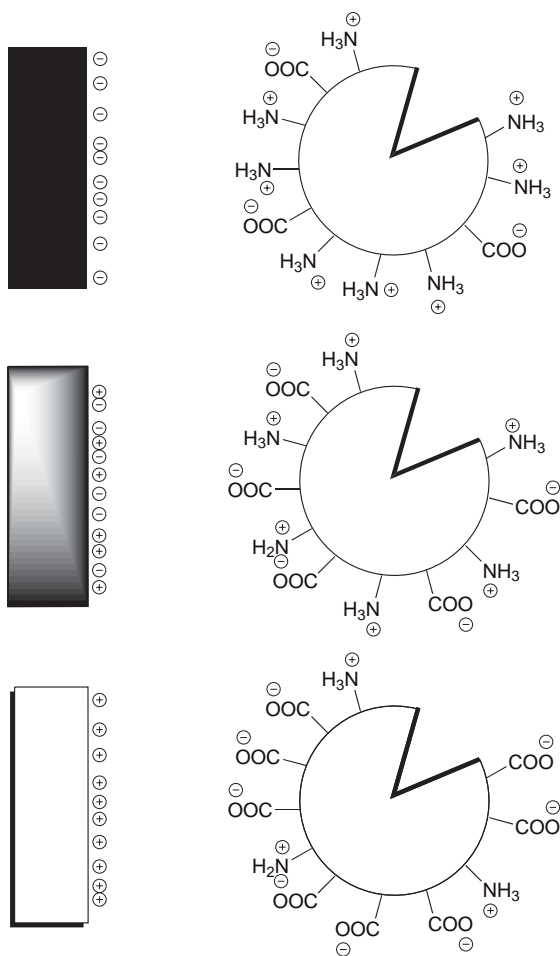 ⊕
H₃N
⊖
⊖
OOC
⊖
⊕
⊕
H₃N
NH₃
⊖
⊖
⊖
H₃N
⊕
NH₃
⊖
⊕
⊖
⊖
⊖
OOC
⊖
COO
⊖
H₃N
⊕
NH₃
⊖
H₃N ⊕
⊕
⊕
H₃N
⊖
OOC
⊕
⊖
⊕
⊕
⊖
H₃N
NH₃
⊕
⊖
⊖
⊕
OOC
⊖
⊖
COO
⊖
⊕
⊕
H₂N
⊕
⊖
OOC
NH₃
⊖
⊕
⊕
H₃N
COO
⊕
⊖
⊕
H₃N
⊕
⊖
OOC
⊕
⊖
⊖
⊕
OOC
COO
⊕
⊖
⊖
⊕
OOC
COO
⊕
⊕
⊕
H₂N
⊕
⊖
⊕
OOC
NH₃
⊕
⊕
OOC
COO
⊖
⊖